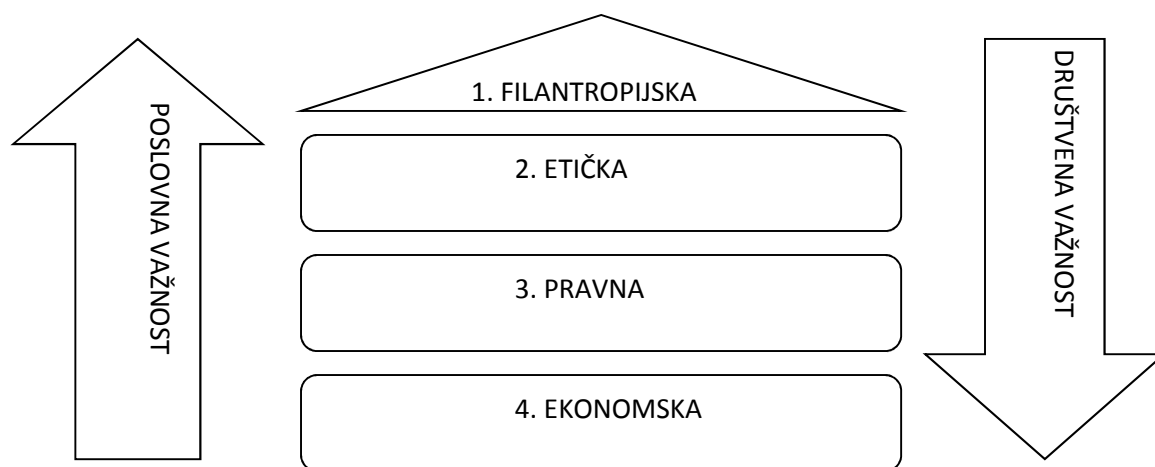 POSLOVNA VAŽNOST
1. FILANTROPIJSKA
2. ETIČKA
3. PRAVNA
4. EKONOMSKA
DRUŠTVENA VAŽNOST